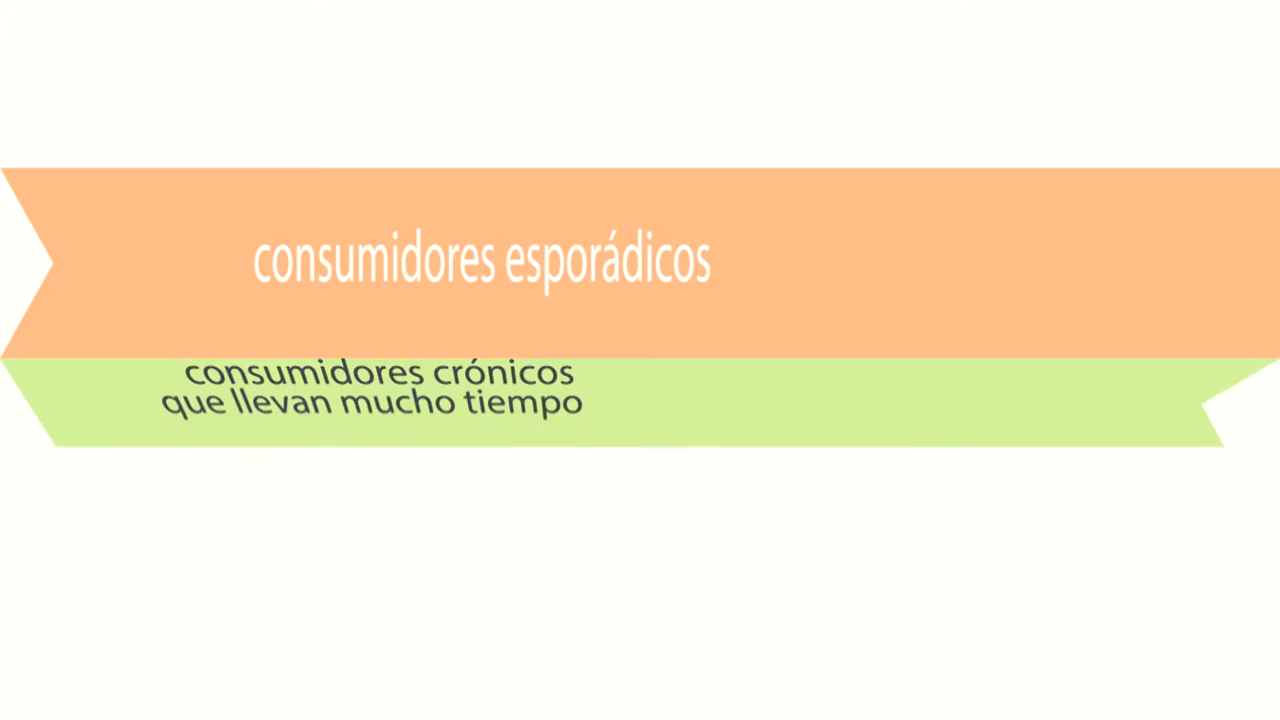 consumidores esporádicos
consumidores crónicos
que llevan mucho tiempo